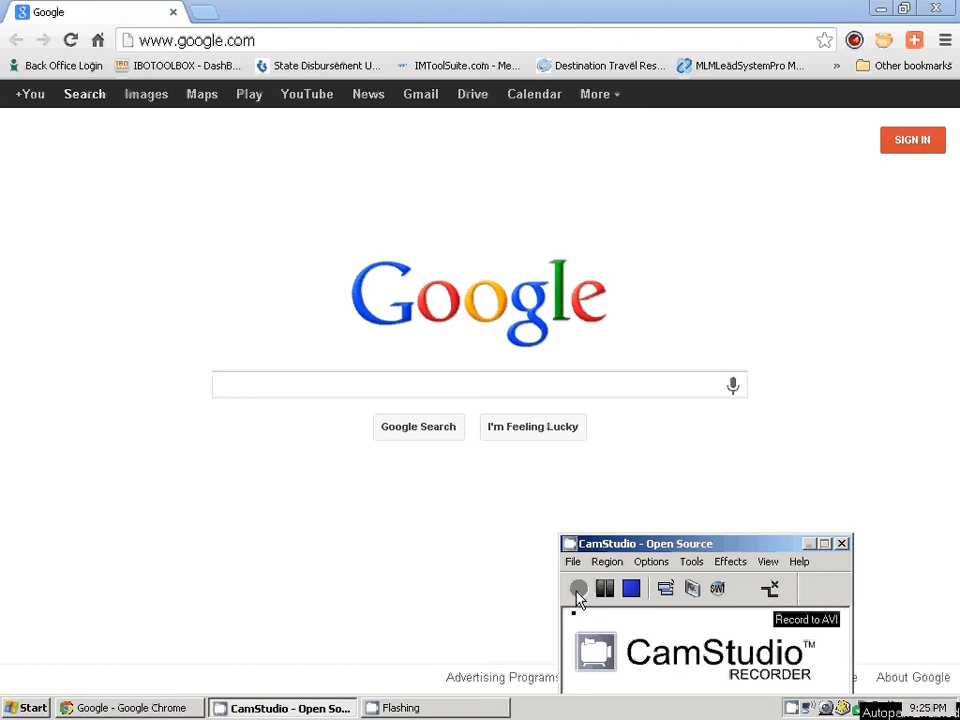 Google
www.google.com
Back Office Login IBOTOOLBOX - DashB... State Disbursement U... IMToolSuite.com - Me... Destination Travel Res... MLMLeadSystemPro M... » Other bookmarks
+You Search Images Maps Play YouTube News Gmail Drive Calendar More
SIGN IN
Google
Google Search I'm Feeling Lucky
CamStudio - Open Source
File Region Options Tools Effects View Help
Record to AVI
CamStudio™
RECORDER
Advertising Programs
About Google
Start Google - Google Chrome CamStudio - Open So... Flashing 9:25 PM